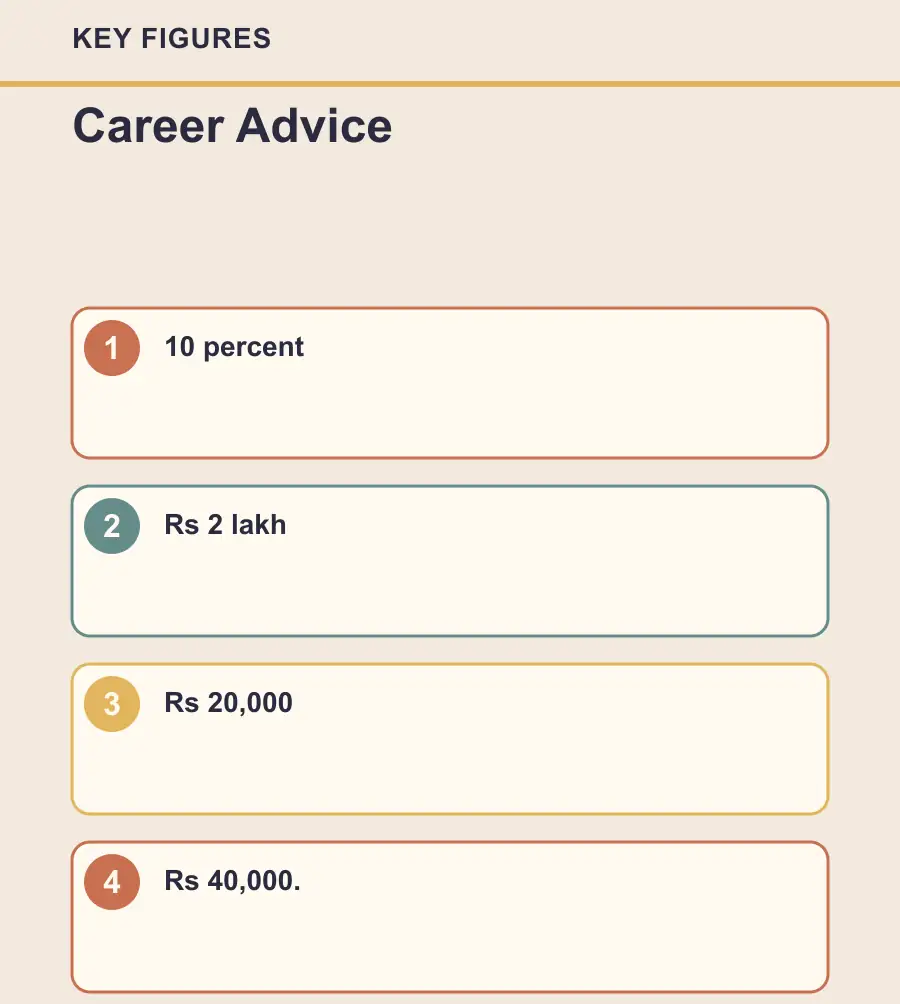 KEY FIGURES
Career Advice
1 10 percent
2 Rs 2 lakh
3 Rs 20,000
4 Rs 40,000.